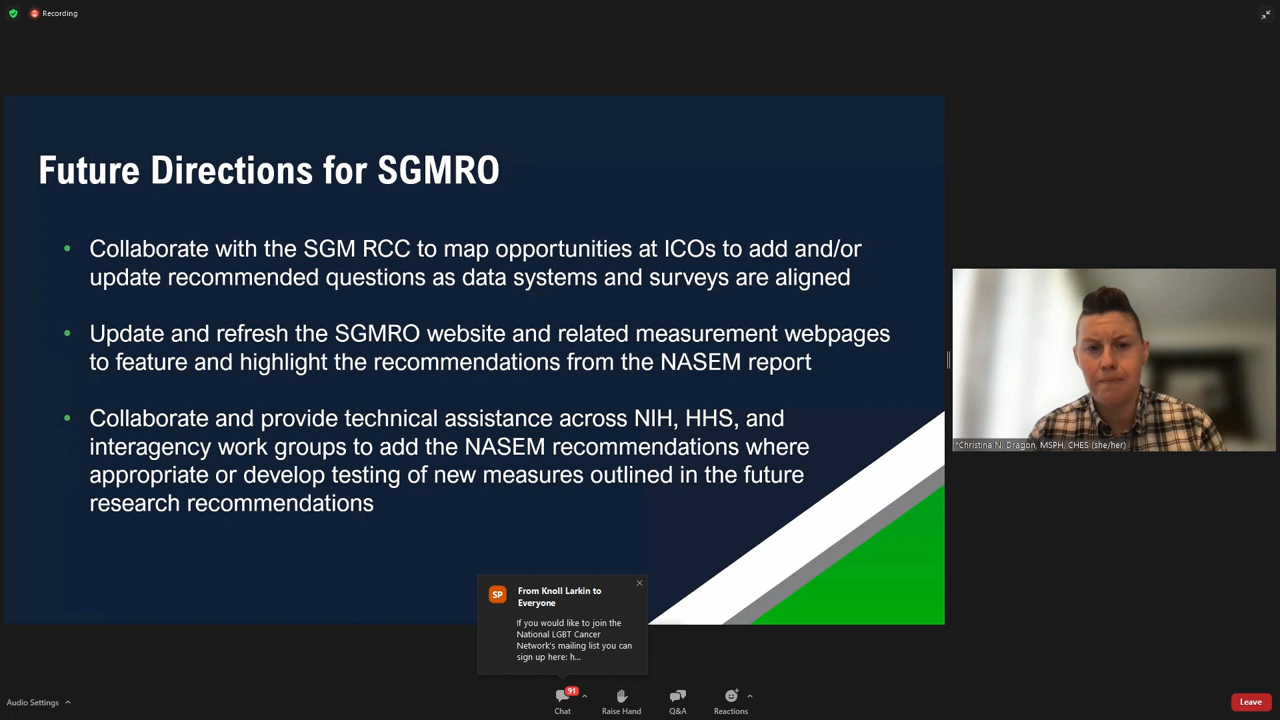 Recording
Future Directions for SGMRO
• Collaborate with the SGM RCC to map opportunities at ICOs to add and/or
update recommended questions as data systems and surveys are aligned
• Update and refresh the SGMRO website and related measurement webpages
to feature and highlight the recommendations from the NASEM report
• Collaborate and provide technical assistance across NIH, HHS, and
interagency work groups to add the NASEM recommendations where
appropriate or develop testing of new measures outlined in the future
research recommendations
*Christina N. Dragon, MSPH, CHES (she/her)
SP
From Knoll Larkin to
Everyone
If you would like to join the
National LGBT Cancer
Network's mailing list you can
sign up here: h...
Audio Settings
91
Chat
Raise Hand
Q&A
Reactions
Leave